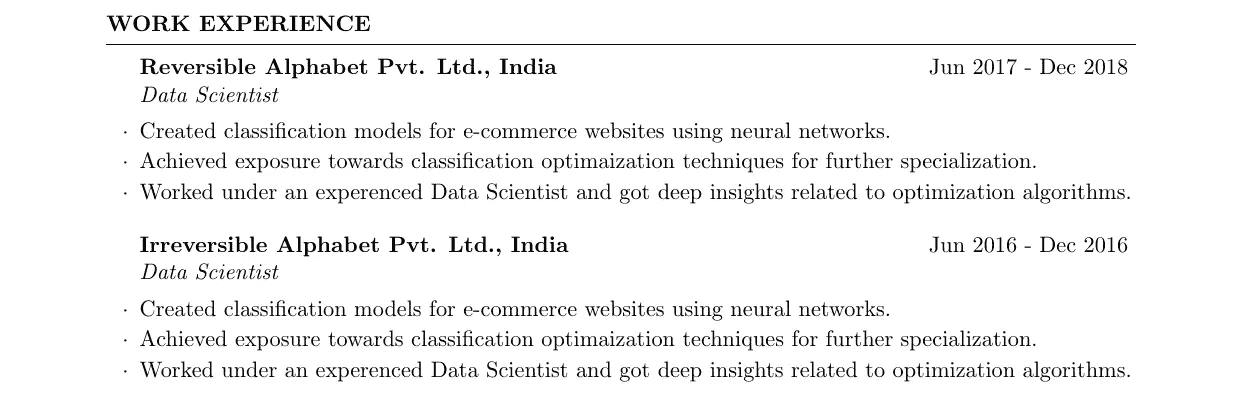 WORK EXPERIENCE
Reversible Alphabet Pvt. Ltd., India Jun 2017 - Dec 2018
Data Scientist
· Created classification models for e-commerce websites using neural networks.
· Achieved exposure towards classification optimaization techniques for further specialization.
· Worked under an experenced Data Scientist and got deep insights related to optimization algorithms.
Irreversible Alphabet Pvt. Ltd., India Jun 2016 - Dec 2016
Data Scientist
· Created classification models for e-commerce websites using neural networks.
· Achieved exposure towards classification optimaization techniques for further specialization.
· Worked under an experenced Data Scientist and got deep insights related to optimization algorithms.